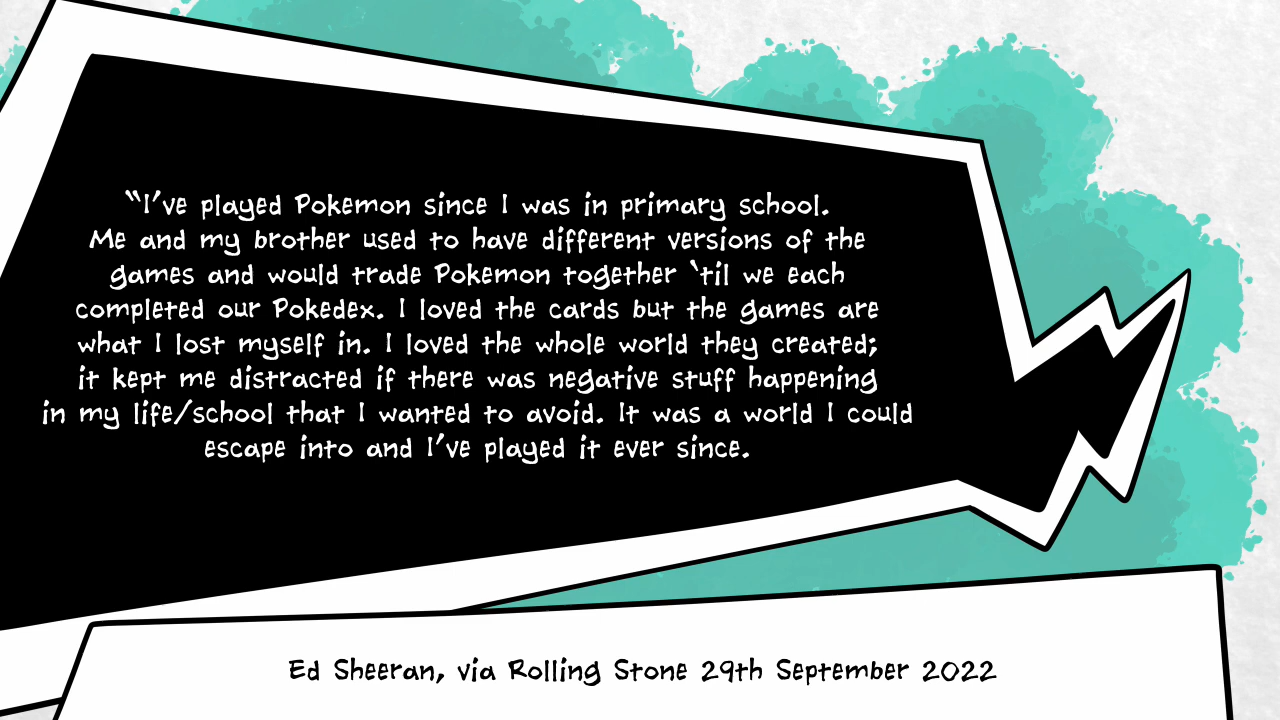 “I’ve played Pokemon since I was in primary school.
Me and my brother used to have different versions of the
games and would trade Pokemon together ‘til we each
completed our Pokedex. I loved the cards but the games are
what I lost myself in. I loved the whole world they created;
it kept me distracted if there was negative stuff happening
in my life/school that I wanted to avoid. It was a world I could
escape into and I’ve played it ever since.
Ed Sheeran, via Rolling Stone 29th September 2022